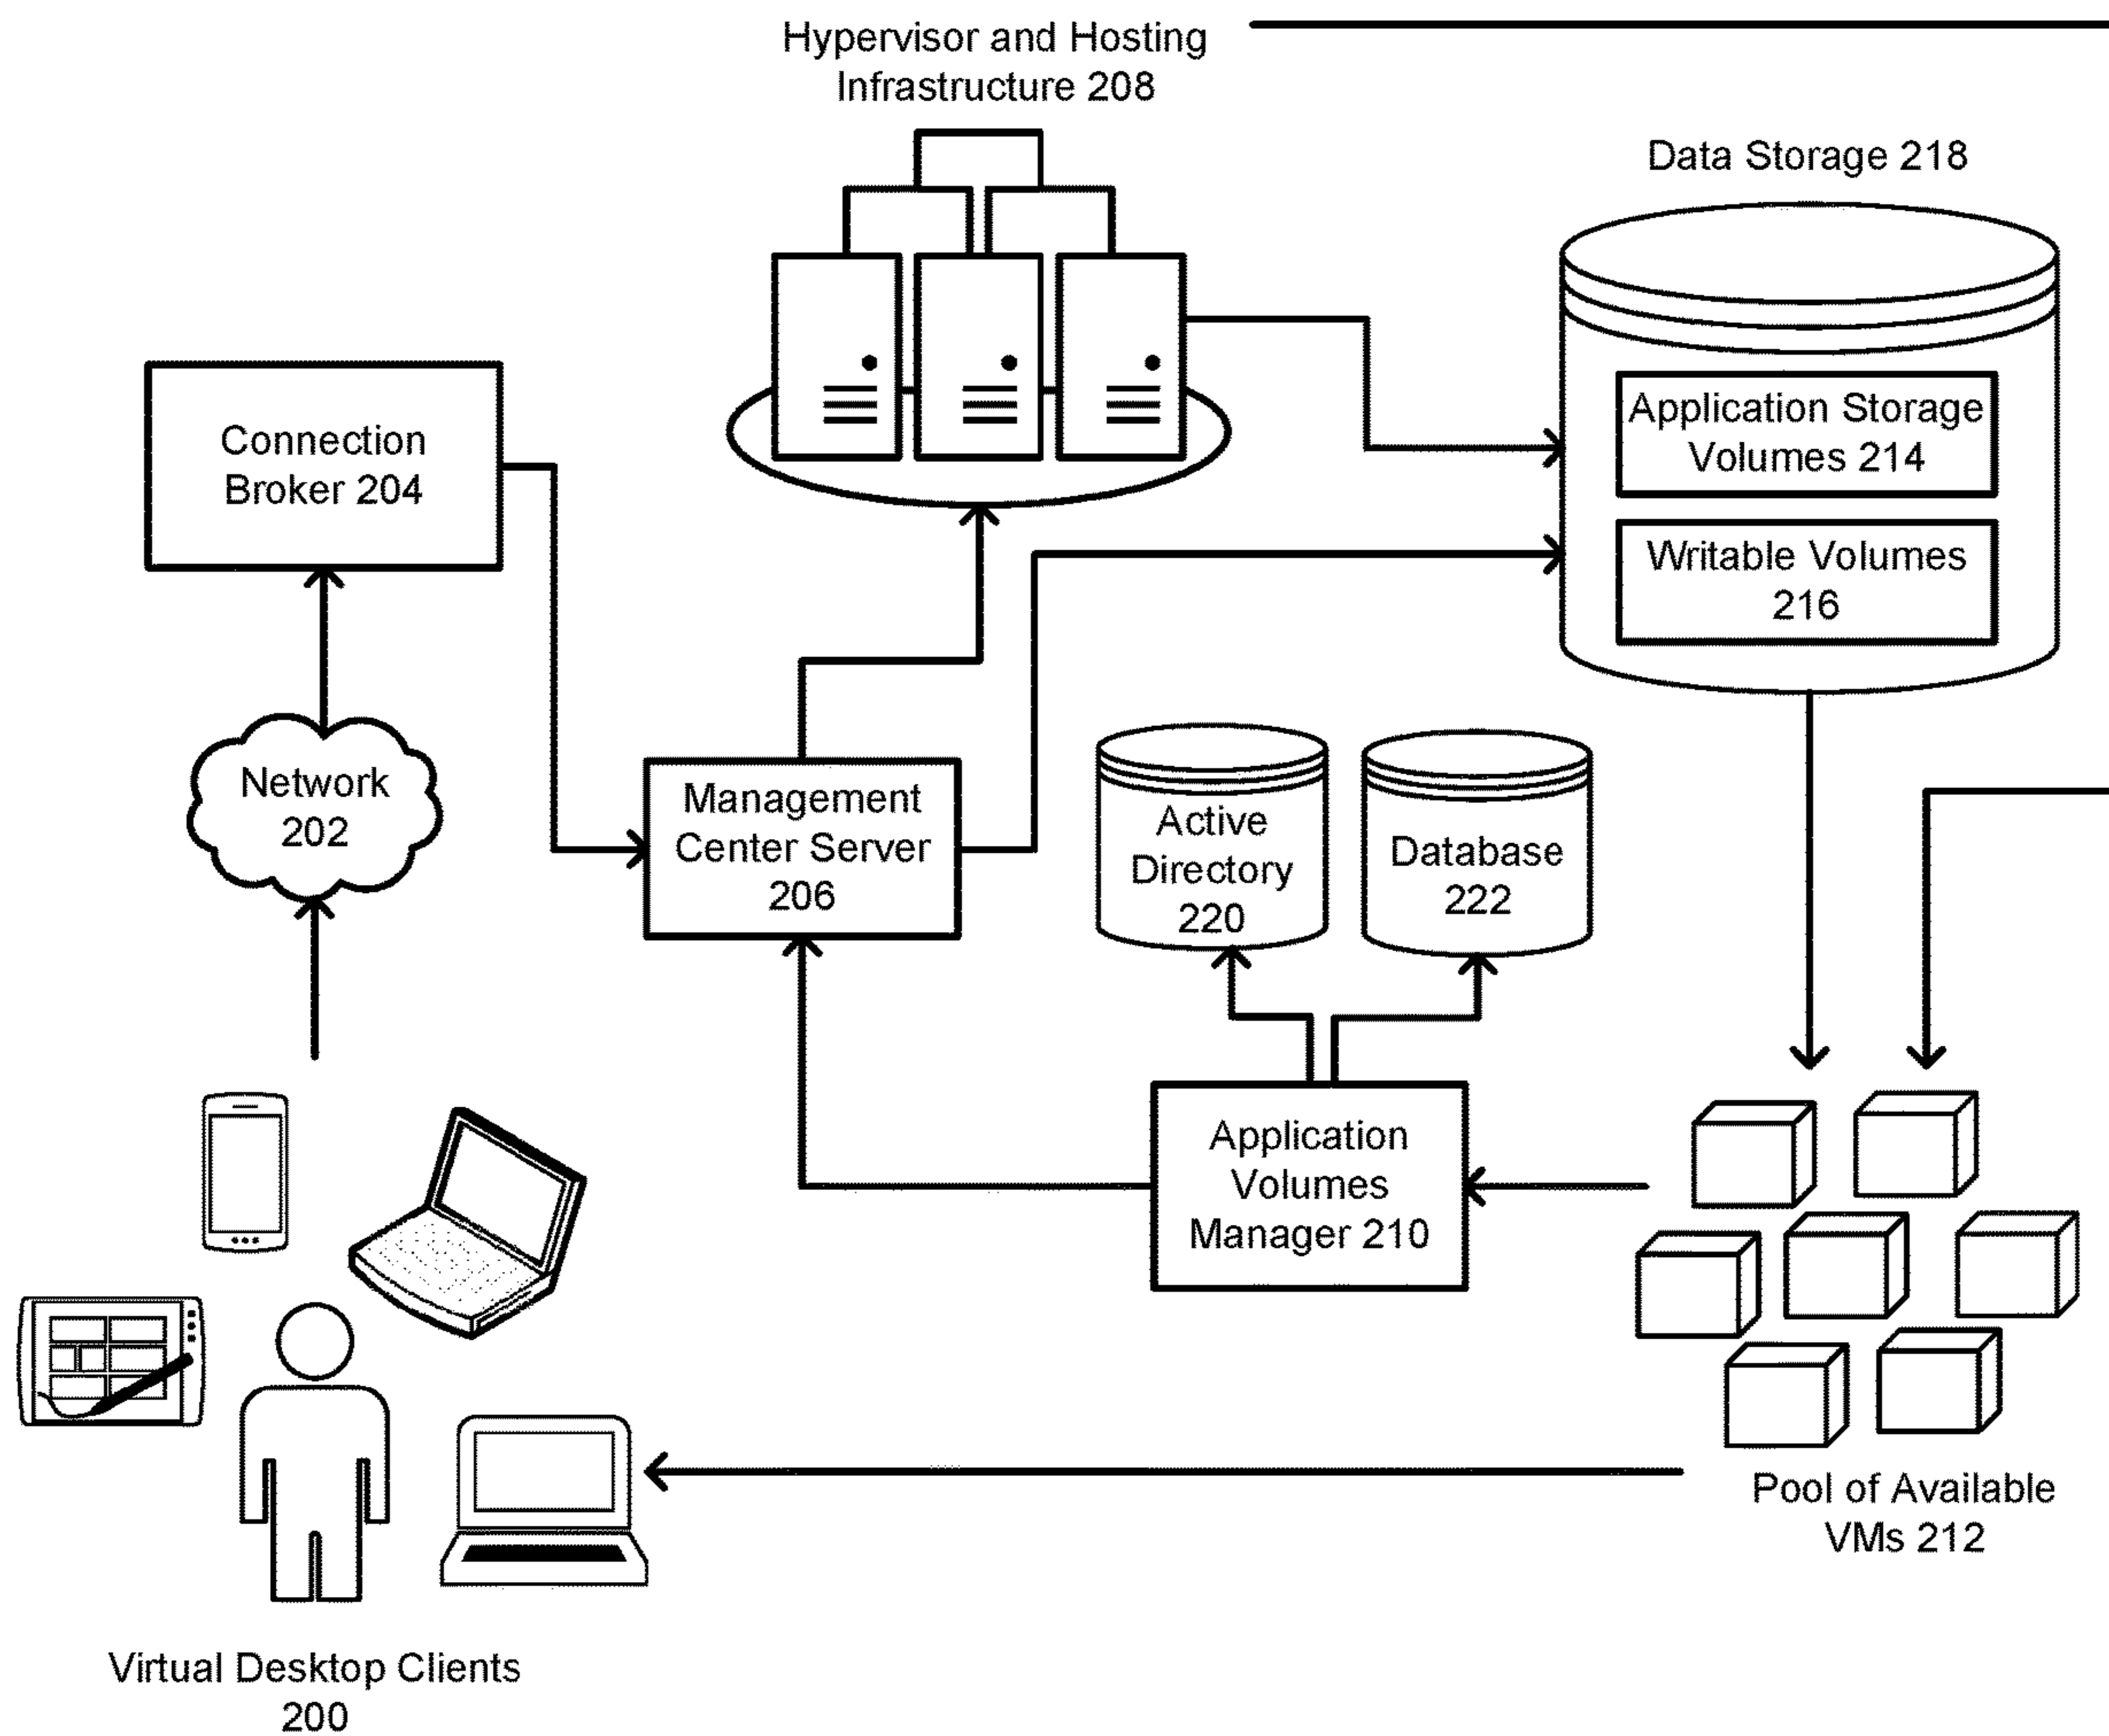 Hypervisor and Hosting
Infrastructure 208
Data Storage 218
Application Storage
Volumes 214
Writable Volumes
216
Connection
Broker 204
Network
202
Management
Center Server
206
Active
Directory
220
Database
222
Application
Volumes
Manager 210
Pool of Available
VMs 212
Virtual Desktop Clients
200